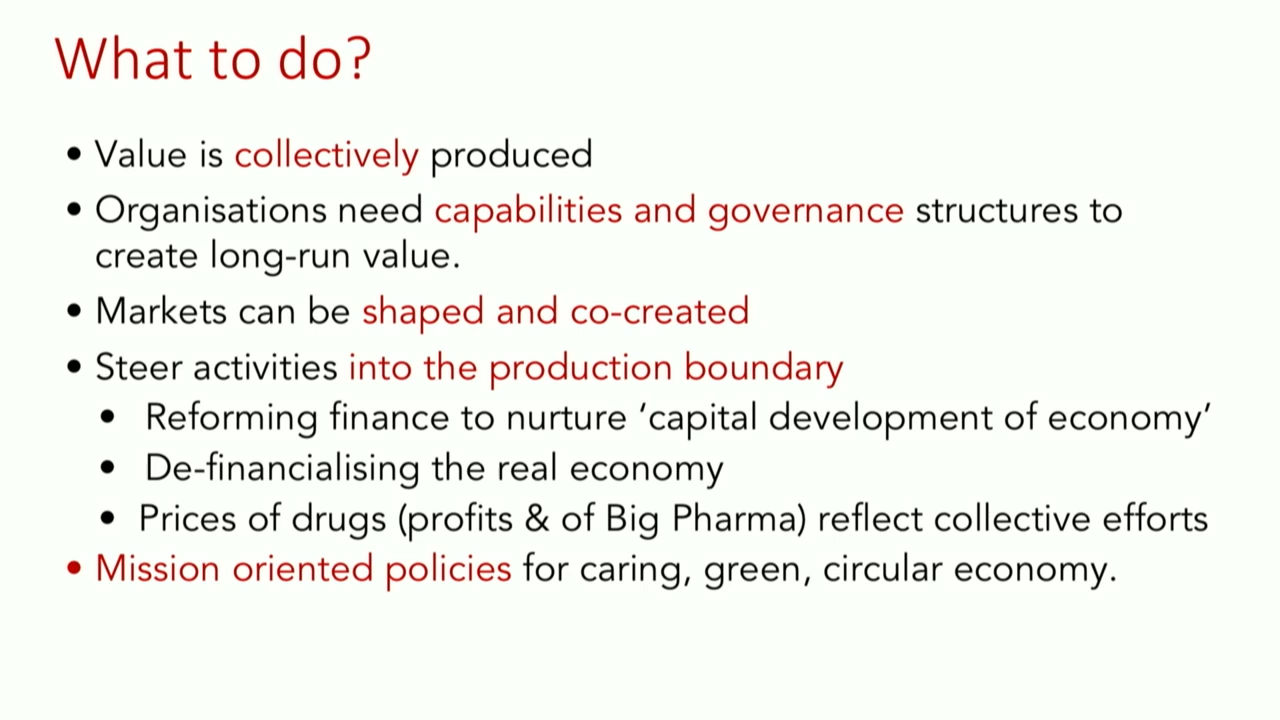 What to do?
• Value is collectively produced
• Organisations need capabilities and governance structures to
create long-run value.
• Markets can be shaped and co-created
• Steer activities into the production boundary
• Reforming finance to nurture ‘capital development of economy’
• De-financialising the real economy
• Prices of drugs (profits & of Big Pharma) reflect collective efforts
• Mission oriented policies for caring, green, circular economy.